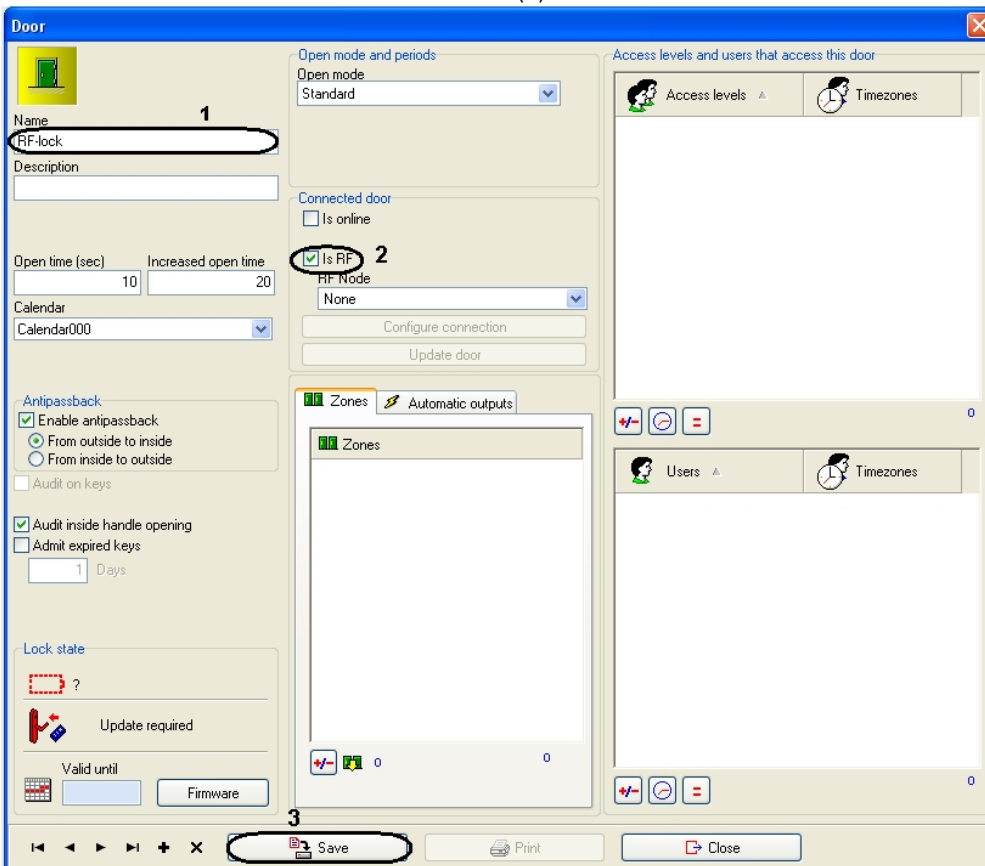 Door
Name
1
RF-lock
Description
Open time (sec) Increased open time
10 20
Calendar
Calendar000
Antipassback
Enable antipassback
From outside to inside
From inside to outside
Audit on keys
Audit inside handle opening
Admit expired keys
1 Days
Lock state
?
Update required
Valid until
Firmware
Open mode and periods
Open mode
Standard
Connected door
Is online
Is RF 2
RF Node
None
Configure connection
Update door
Zones Automatic outputs
Zones
0 0
Access levels and users that access this door
Access levels Timezones
0
Users Timezones
0
3
Save Print Close